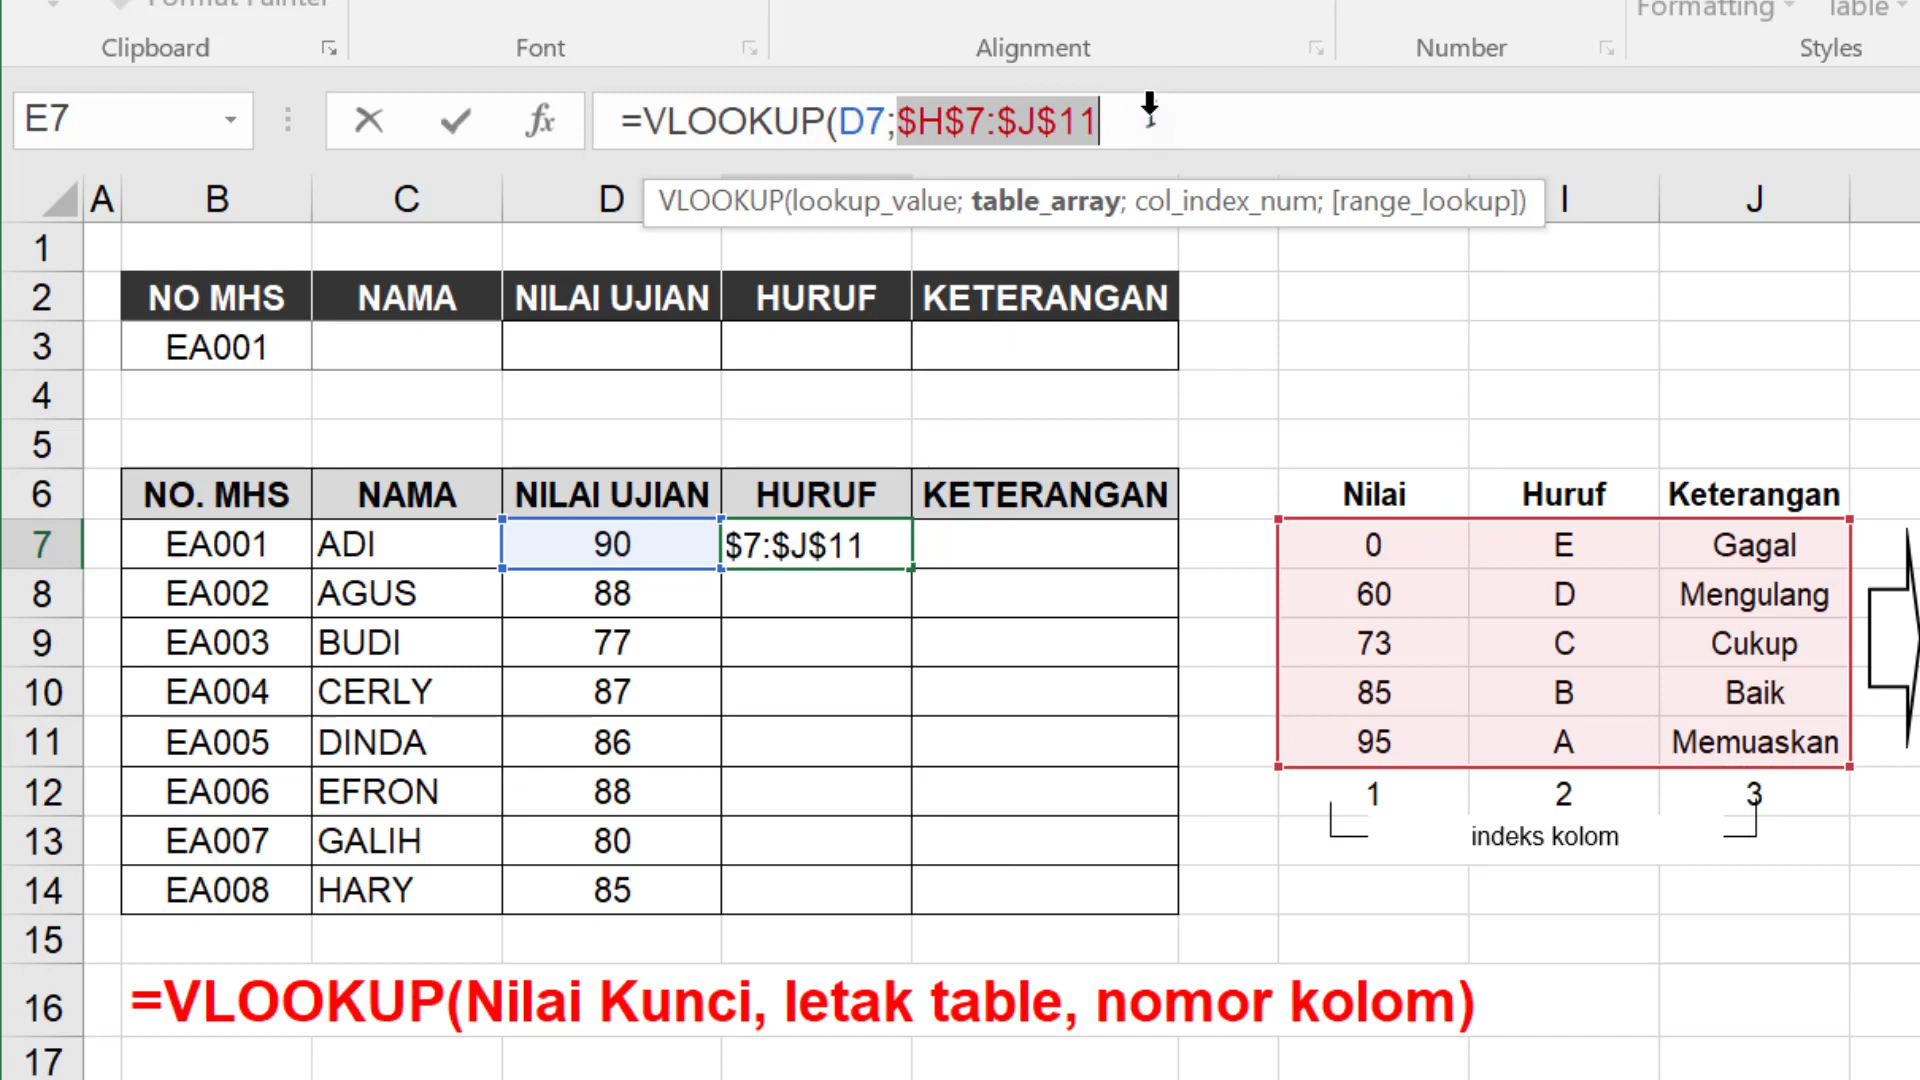 Format Painter
Formatting Table
Clipboard Font Alignment Number Styles
E7 fx =VLOOKUP(D7;$H$7:$J$11
VLOOKUP(lookup_value; table_array; col_index_num; [range_lookup])
A B C D I J
1
2 NO MHS NAMA NILAI UJIAN HURUF KETERANGAN
3 EA001
4
5
6 NO. MHS NAMA NILAI UJIAN HURUF KETERANGAN Nilai Huruf Keterangan
7 EA001 ADI 90 $7:$J$11 0 E Gagal
8 EA002 AGUS 88 60 D Mengulang
9 EA003 BUDI 77 73 C Cukup
10 EA004 CERLY 87 85 B Baik
11 EA005 DINDA 86 95 A Memuaskan
12 EA006 EFRON 88 1 2 3
13 EA007 GALIH 80 indeks kolom
14 EA008 HARY 85
15
16 =VLOOKUP(Nilai Kunci, letak table, nomor kolom)
17